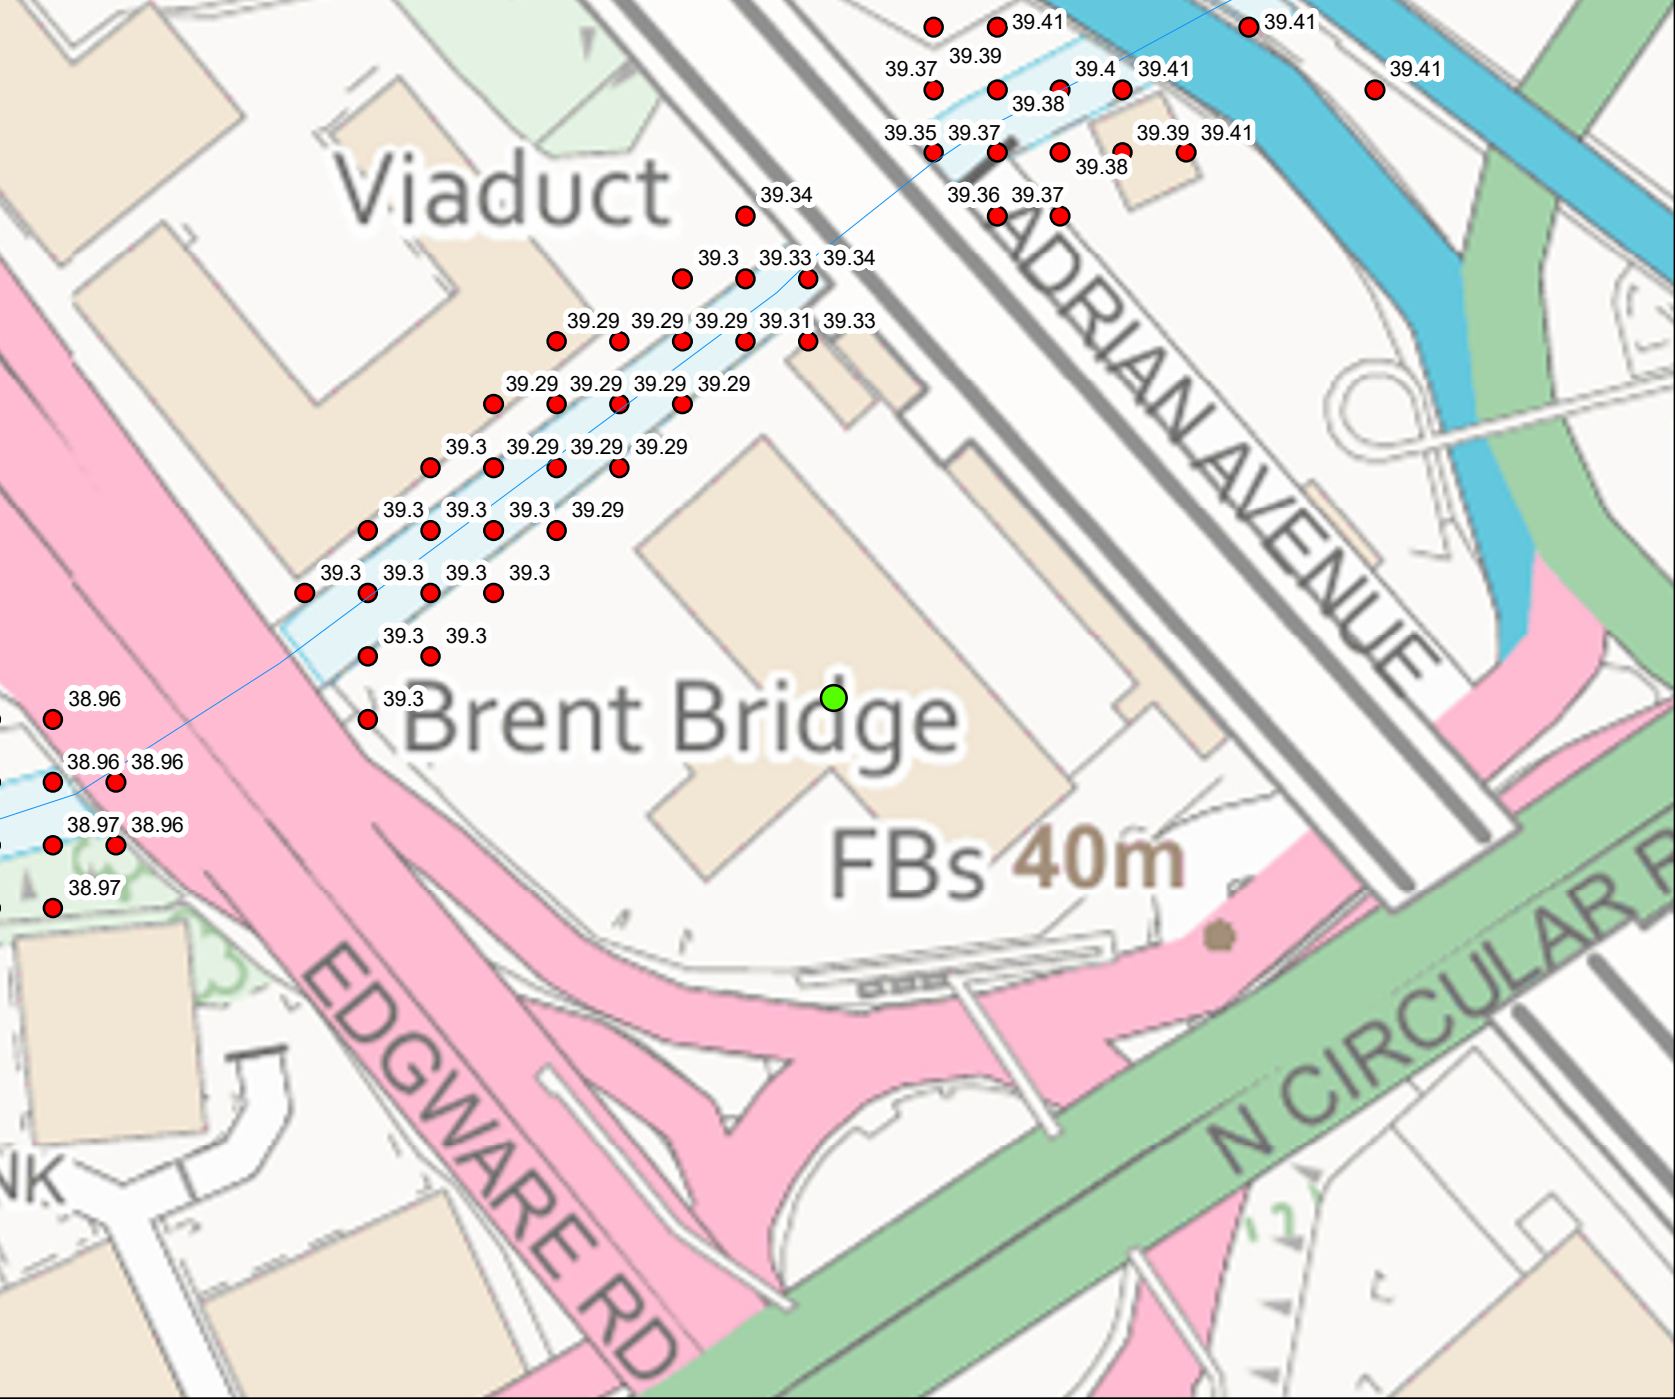 39.41 39.41
39.39
39.37 39.4 39.41 39.41
39.38
39.35 39.37 39.39 39.41
39.38
Viaduct 39.34 39.36 39.37
39.3 39.33 39.34
39.29 39.29 39.29 39.31 39.33
39.29 39.29 39.29 39.29
39.3 39.29 39.29 39.29
39.3 39.3 39.3 39.29
39.3 39.3 39.3 39.3
39.3 39.3
38.96 39.3
ADRIAN AVENUE
Brent Bridge
38.96 38.96
38.97 38.96
38.97
FBs 40m
EDGWARE RD
N CIRCULAR R
NK